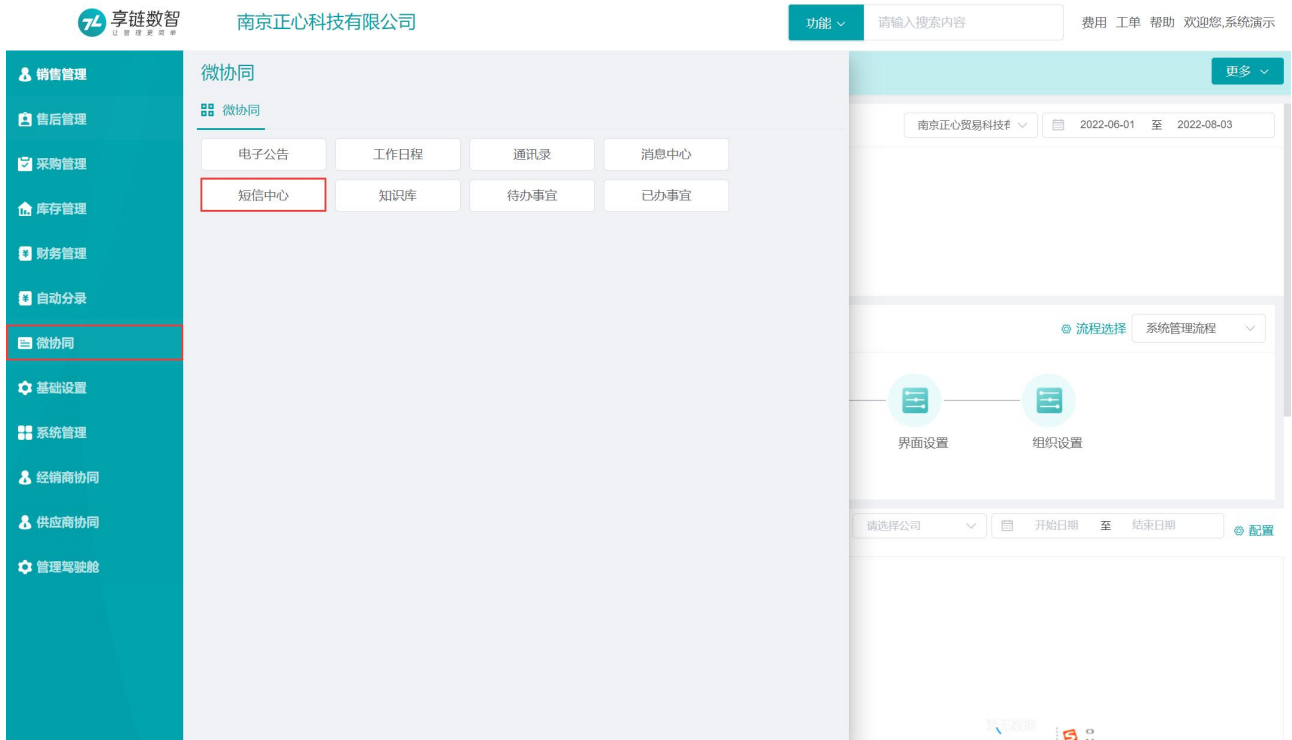 享链数智
让管理更简单
南京正心科技有限公司
功能
请输入搜索内容
费用 工单 帮助 欢迎您,系统演示
销售管理
售后管理
采购管理
库存管理
财务管理
自动分录
微协同
基础设置
系统管理
经销商协同
供应商协同
管理驾驶舱
微协同
微协同
电子公告 工作日程 通讯录 消息中心
短信中心 知识库 待办事宜 已办事宜
更多
南京正心贸易科技有
2022-06-01 至 2022-08-03
流程选择 系统管理流程
界面设置 组织设置
请选择公司 开始日期 至 结束日期 配置
暂无数据